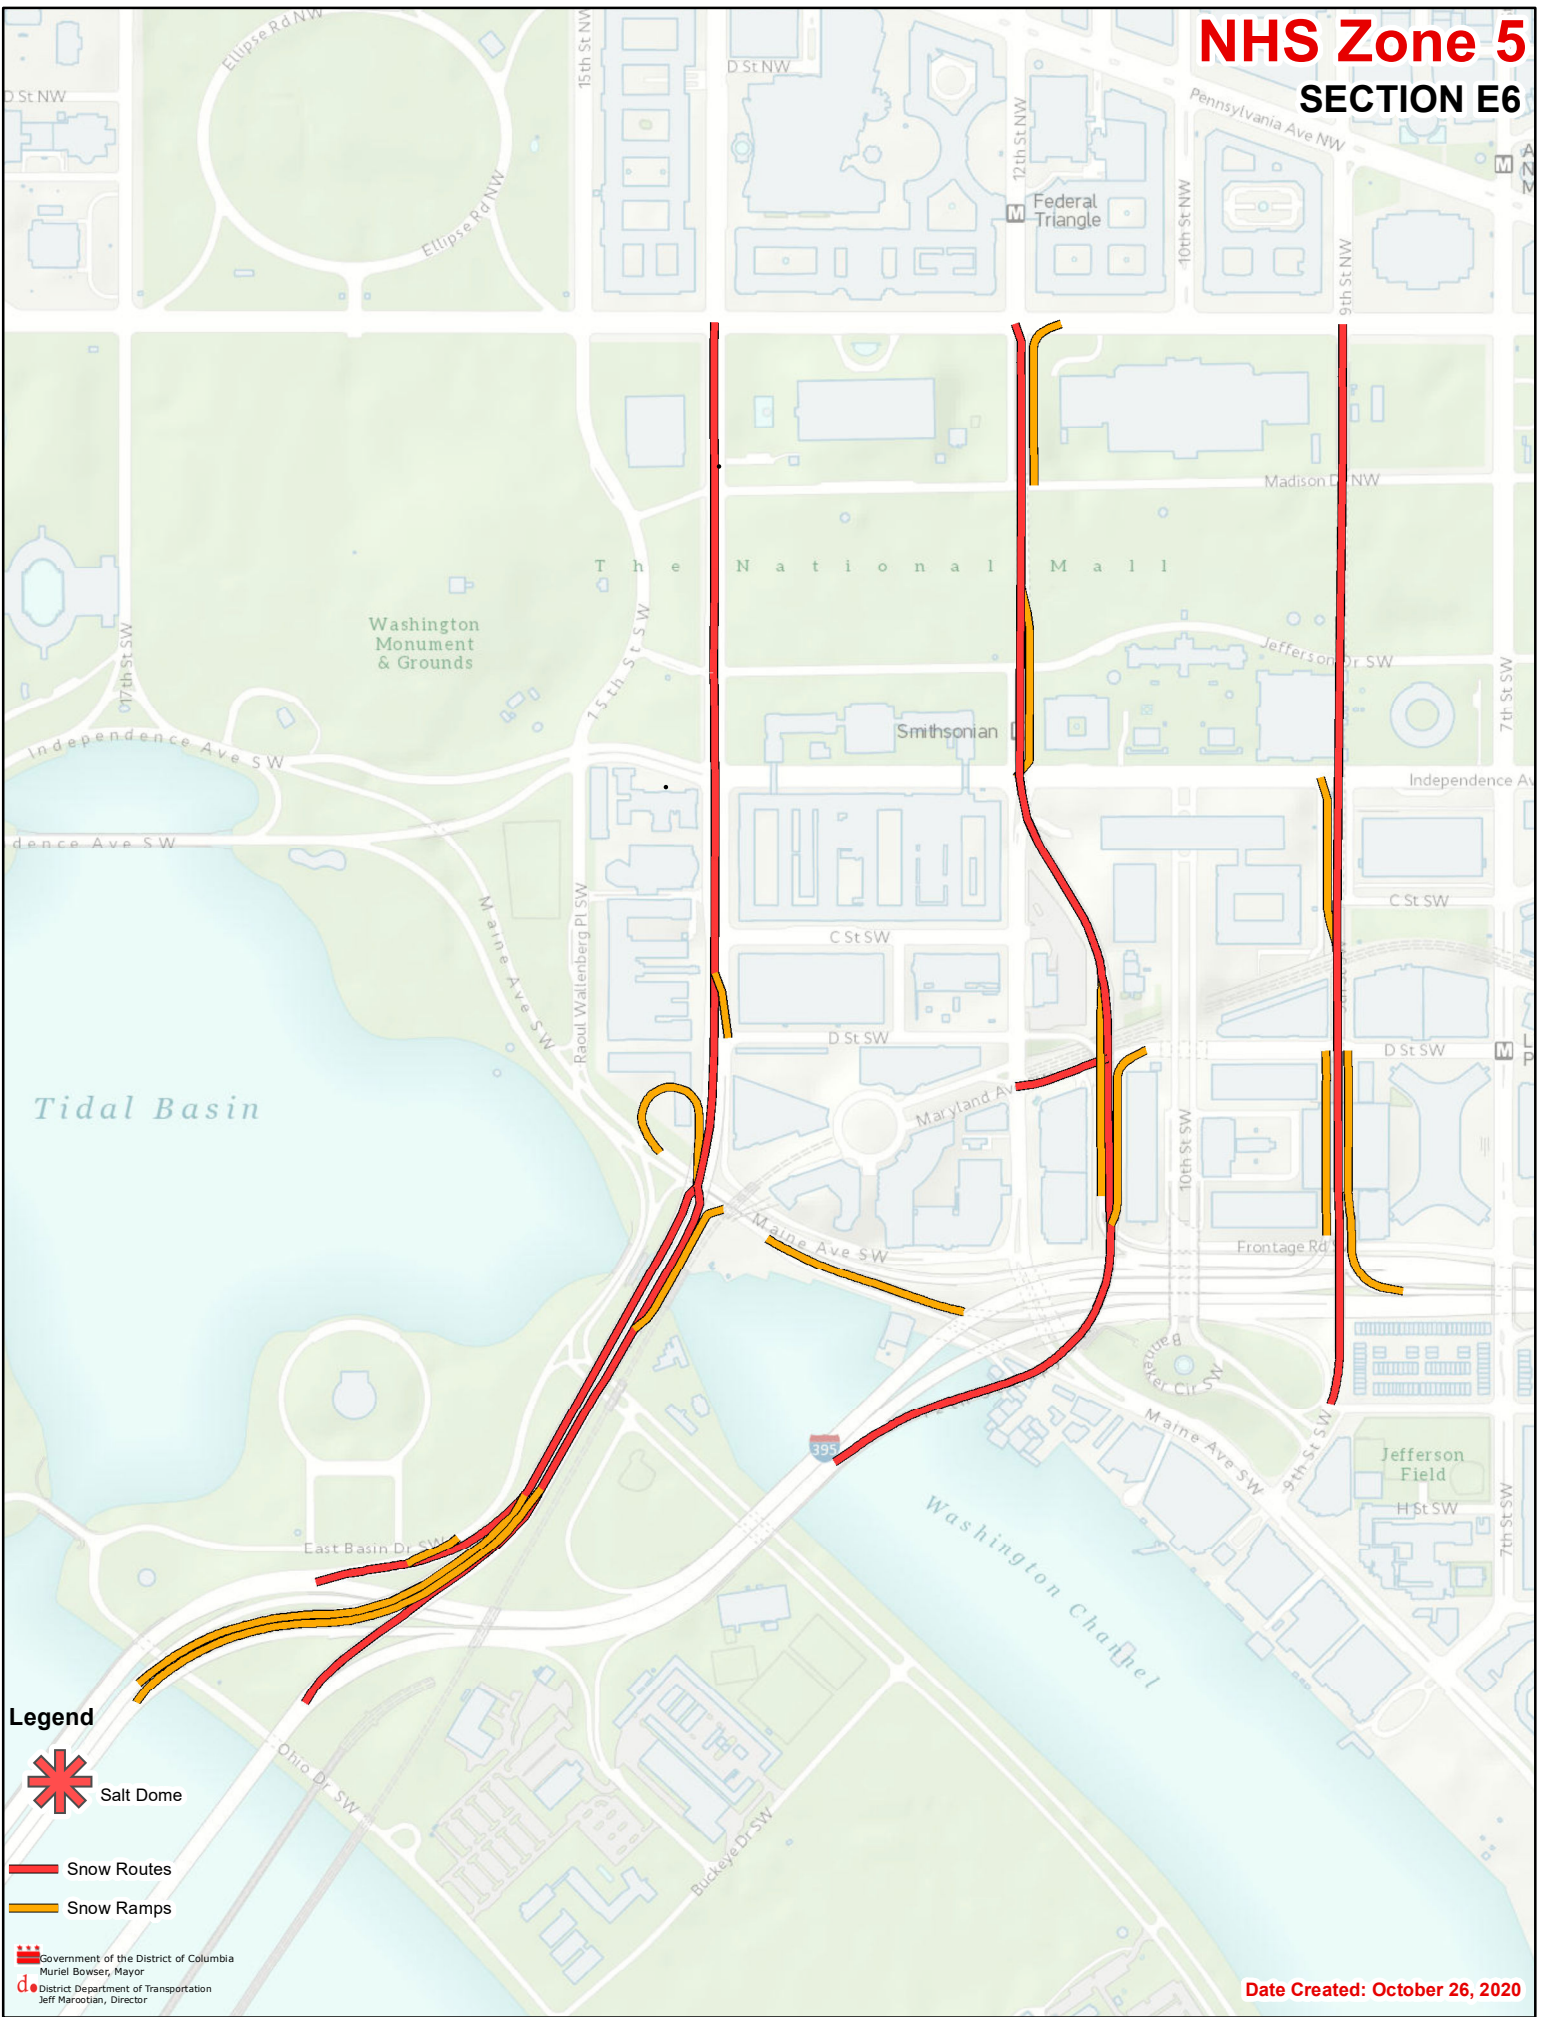 NHS Zone 5
SECTION E6
Ellipse Rd NW
15th St NW
D St NW
D St NW
12th St NW
Pennsylvania Ave NW
M
Federal
Triangle
M
10th St NW
9th St NW
Ellipse Rd NW
Madison D NW
The National Mall
Washington
Monument
& Grounds
15th St SW
17th St SW
Jefferson Dr SW
7th St SW
Smithsonian
Independence Ave SW
Independence Av
dence Ave SW
Maine Ave SW
Raoul Wallenberg Pl SW
C St SW
C St SW
D St SW
D St SW
M
L
P
Tidal Basin
Maryland Av
10th St SW
Maine Ave SW
Frontage Rd
Banneker Cir SW
Maine Ave SW
9th St SW
395
Jefferson
Field
H St SW
7th St SW
Washington Channel
East Basin Dr SW
Ohio Dr SW
Buckeye Dr SW
Legend
Salt Dome
Snow Routes
Snow Ramps
Government of the District of Columbia
Muriel Bowser, Mayor
d.
District Department of Transportation
Jeff Marootian, Director
Date Created: October 26, 2020